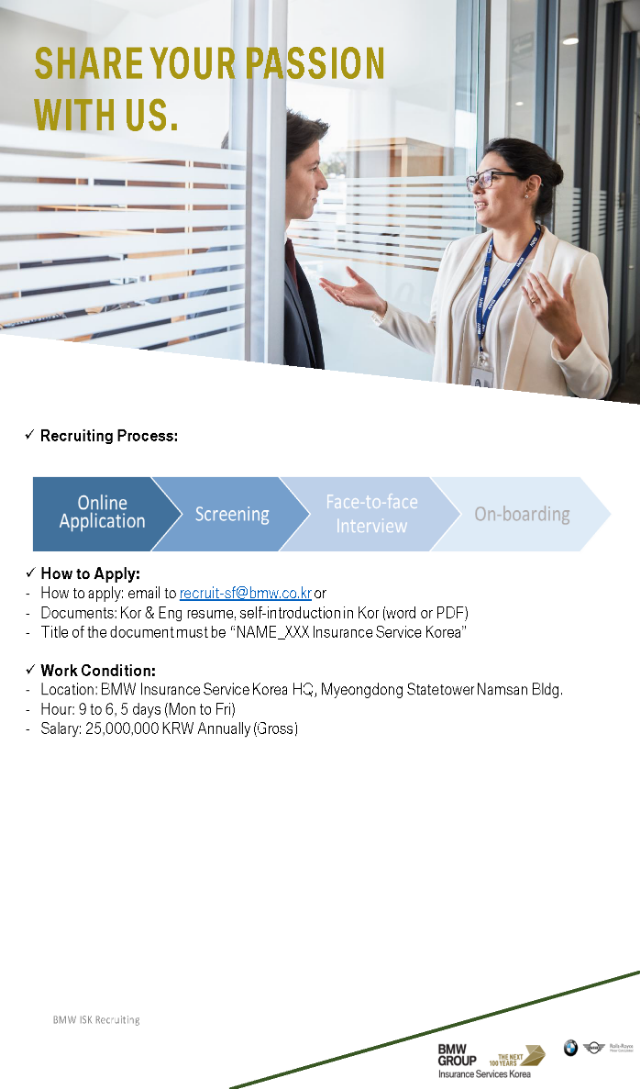 SHARE YOUR PASSION
WITH US.
✓ Recruiting Process:
Online
Application
Screening
Face-to-face
Interview
On-boarding
✓ How to Apply:
- How to apply: email to recruit-sf@bmw.co.kr or
- Documents: Kor & Eng resume, self-introduction in Kor (word or PDF)
- Title of the document must be “NAME_XXX Insurance Service Korea”
✓ Work Condition:
- Location: BMW Insurance Service Korea HQ, Myeongdong Statetower Namsan Bldg.
- Hour: 9 to 6, 5 days (Mon to Fri)
- Salary: 25,000,000 KRW Annually (Gross)
BMW ISK Recruiting
BMW
GROUP
THE NEXT
100 YEARS
Insurance Services Korea